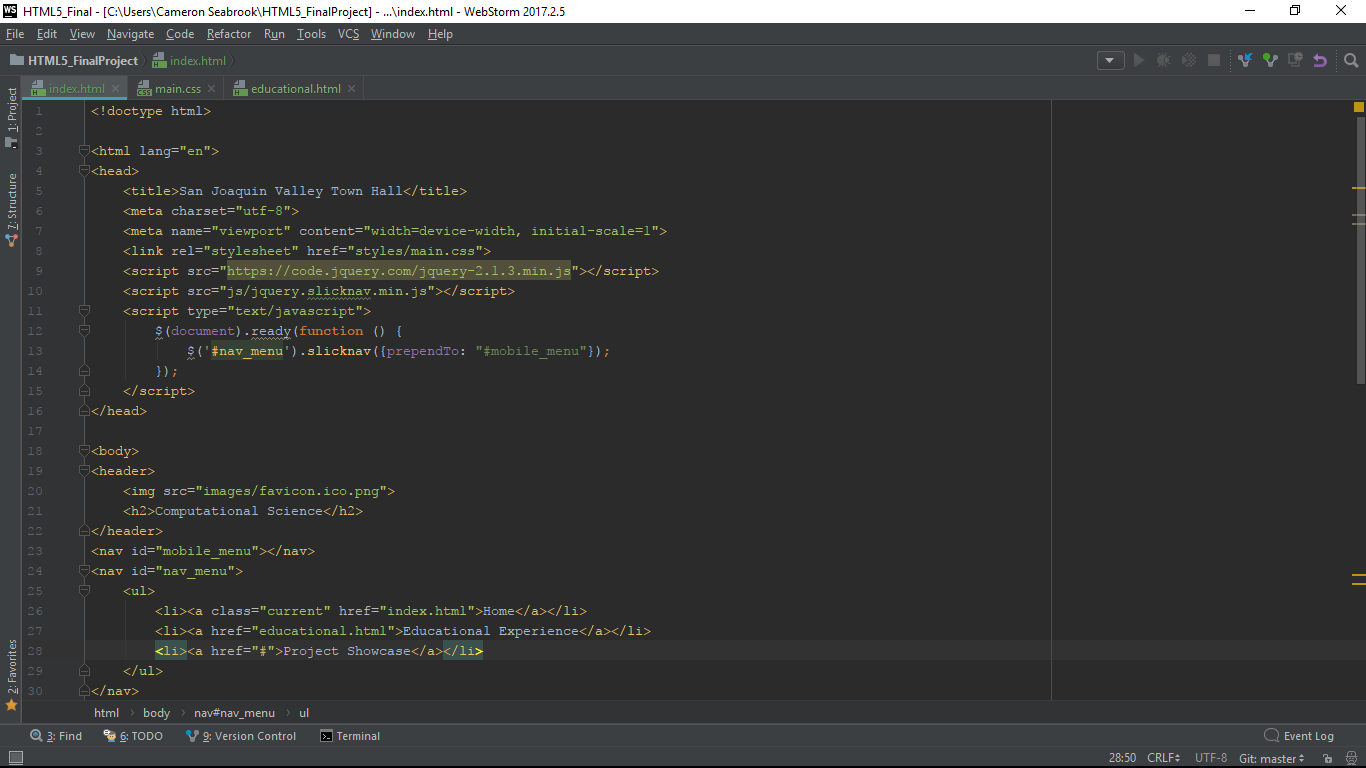 WS HTML5_Final - [C:\Users\Cameron Seabrook\HTML5_FinalProject] - ...\index.html - WebStorm 2017.2.5
File Edit View Navigate Code Refactor Run Tools VCS Window Help
HTML5_FinalProject index.html
index.html main.css educational.html
1: Project
7: Structure
2: Favorites
1 <!doctype html>
2
3 <html lang="en">
4 <head>
5 <title>San Joaquin Valley Town Hall</title>
6 <meta charset="utf-8">
7 <meta name="viewport" content="width=device-width, initial-scale=1">
8 <link rel="stylesheet" href="styles/main.css">
9 <script src="https://code.jquery.com/jquery-2.1.3.min.js"></script>
10 <script src="js/jquery.slicknav.min.js"></script>
11 <script type="text/javascript">
12 $(document).ready(function () {
13 $('#nav_menu').slicknav({prependTo: "#mobile_menu"});
14 });
15 </script>
16 </head>
17
18 <body>
19 <header>
20 <img src="images/favicon.ico.png">
21 <h2>Computational Science</h2>
22 </header>
23 <nav id="mobile_menu"></nav>
24 <nav id="nav_menu">
25 <ul>
26 <li><a class="current" href="index.html">Home</a></li>
27 <li><a href="educational.html">Educational Experience</a></li>
28 <li><a href="#">Project Showcase</a></li>
29 </ul>
30 </nav>
html body nav#nav_menu ul
3: Find 6: TODO 9: Version Control Terminal Event Log
28:50 CRLF UTF-8 Git: master